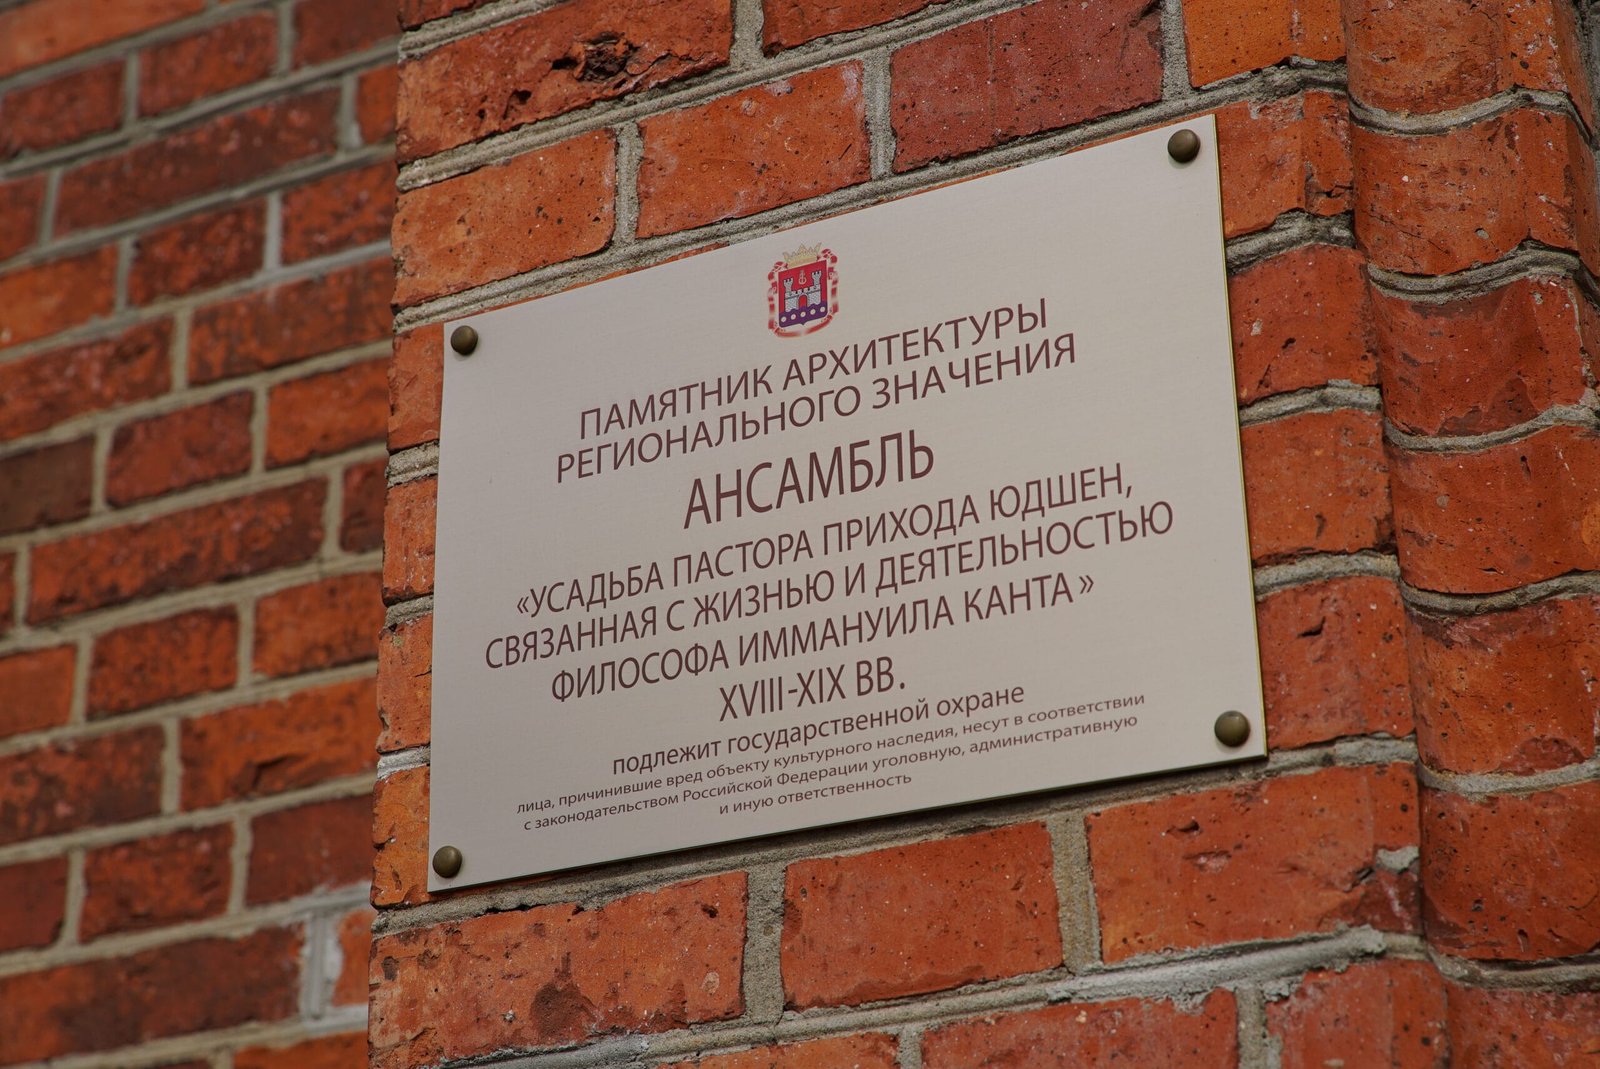 ПАМЯТНИК АРХИТЕКТУРЫ
РЕГИОНАЛЬНОГО ЗНАЧЕНИЯ
АНСАМБЛЬ
«УСАДЬБА ПАСТОРА ПРИХОДА ЮДШЕН,
СВЯЗАННАЯ С ЖИЗНЬЮ И ДЕЯТЕЛЬНОСТЬЮ
ФИЛОСОФА ИММАНУИЛА КАНТА»
XVIII-XIX ВВ.
подлежит государственной охране
лица, причинившие вред объекту культурного наследия, несут в соответствии
с законодательством Российской Федерации уголовную, административную
и иную ответственность